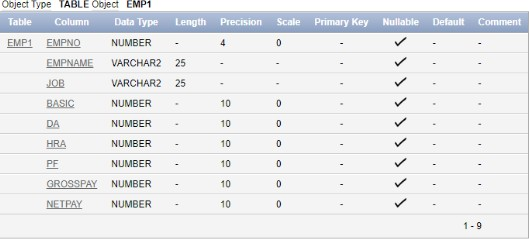 Object Type TABLE Object EMP1
Table Column Data Type Length Precision Scale Primary Key Nullable Default Comment
EMP1 EMPNO NUMBER - 4 0 - ✓ - -
EMPNAME VARCHAR2 25 - - - ✓ - -
JOB VARCHAR2 25 - - - ✓ - -
BASIC NUMBER - 10 0 - ✓ - -
DA NUMBER - 10 0 - ✓ - -
HRA NUMBER - 10 0 - ✓ - -
PF NUMBER - 10 0 - ✓ - -
GROSSPAY NUMBER - 10 0 - ✓ - -
NETPAY NUMBER - 10 0 - ✓ - -
1 - 9